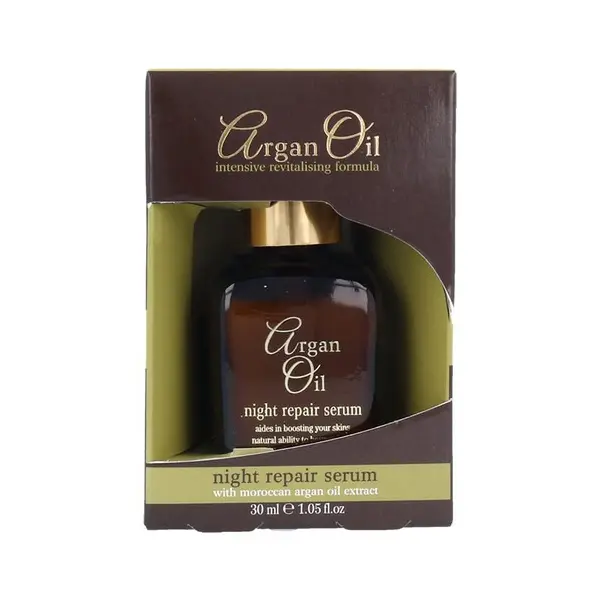 Argan Oil
intensive revitalising formula
Argan
Oil
night repair serum
aides in boosting your skins
natural ability to
night repair serum
with moroccan argan oil extract
30 ml ℮ 1.05 fl.oz